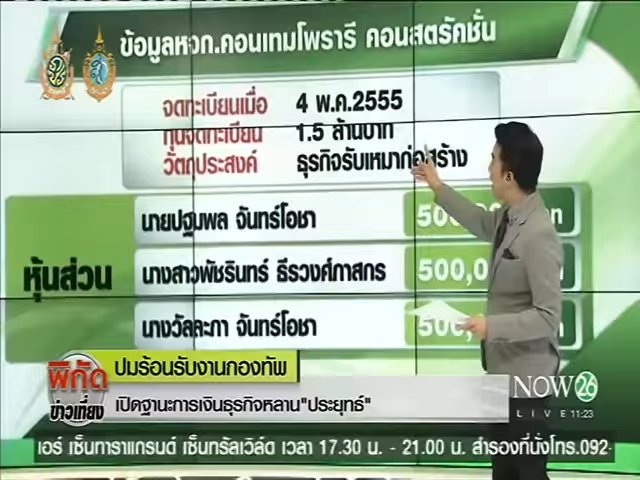 ข้อมูลหจก.คอนเทมโพรารี คอนสตรัคชั่น
จดทะเบียนเมื่อ 4 พ.ค.2555
ทุนจดทะเบียน 1.5 ล้านบาท
วัตถุประสงค์ ธุรกิจรับเหมาก่อสร้าง
หุ้นส่วน
นายปฐมพล จันทร์โอชา
นางสาวพัชรินทร์ ธีรวงศ์ภาสกร 500,0
นางวัลละภา จันทร์โอชา
พิกัด
ข่าวเที่ยง
ปมร้อนรับงานกองทัพ
เปิดฐานะการเงินธุรกิจหลาน"ประยุทธ์"
NOW26
LIVE 11:23
เอร์ เซ็นทาราแกรนด์ เซ็นทรัลเวิล์ด เวลา 17.30 น. - 21.00 น. สำรองที่นั่งโทร.092-